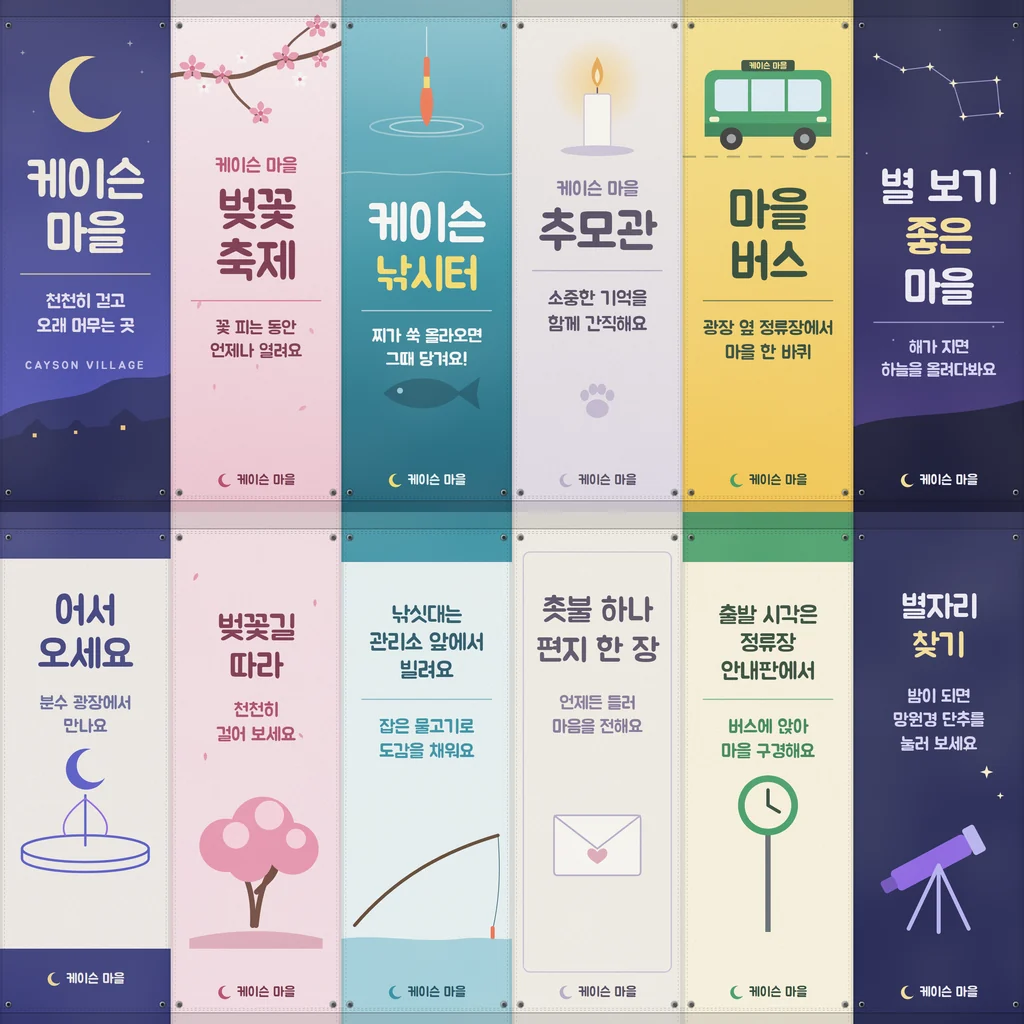 케이슨
마을
천천히 걷고
오래 머무는 곳
CAYSON VILLAGE
케이슨 마을
벚꽃
축제
꽃 피는 동안
언제나 열려요
케이슨 마을
케이슨
낚시터
찌가 쑥 올라오면
그때 당겨요!
케이슨 마을
케이슨 마을
추모관
소중한 기억을
함께 간직해요
케이슨 마을
케이슨 마을
마을
버스
광장 옆 정류장에서
마을 한 바퀴
케이슨 마을
별 보기
좋은
마을
해가 지면
하늘을 올려다봐요
케이슨 마을
어서
오세요
분수 광장에서
만나요
케이슨 마을
벚꽃길
따라
천천히
걸어 보세요
케이슨 마을
낚싯대는
관리소 앞에서
빌려요
잡은 물고기로
도감을 채워요
케이슨 마을
촛불 하나
편지 한 장
언제든 들러
마음을 전해요
케이슨 마을
출발 시각은
정류장
안내판에서
버스에 앉아
마을 구경해요
케이슨 마을
별자리
찾기
밤이 되면
망원경 단추를
눌러 보세요
케이슨 마을